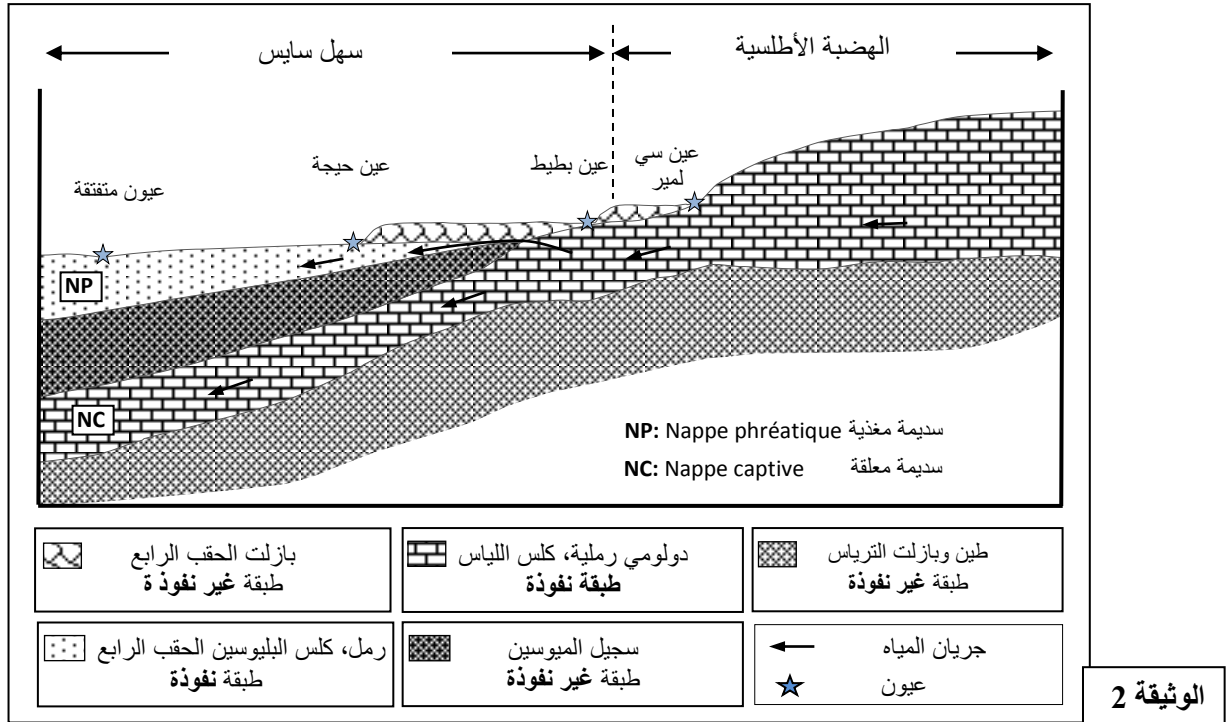 الهضبة الأطلسية
سهل سايس
عين سي
لمير
عين بطيط
عين حيجة
عيون متفتقة
NP
NC
NP: Nappe phréatique سديمة مغذية
NC: Nappe captive سديمة معلقة
طين وبازلت الترياس
طبقة غير نفوذة
دولومي رملية، كلس اللياس
طبقة نفوذة
بازلت الحقب الرابع
طبقة غير نفوذ ة
جريان المياه
عيون
سجيل الميوسين
طبقة غير نفوذة
رمل، كلس البليوسين الحقب الرابع
طبقة نفوذة
الوثيقة 2